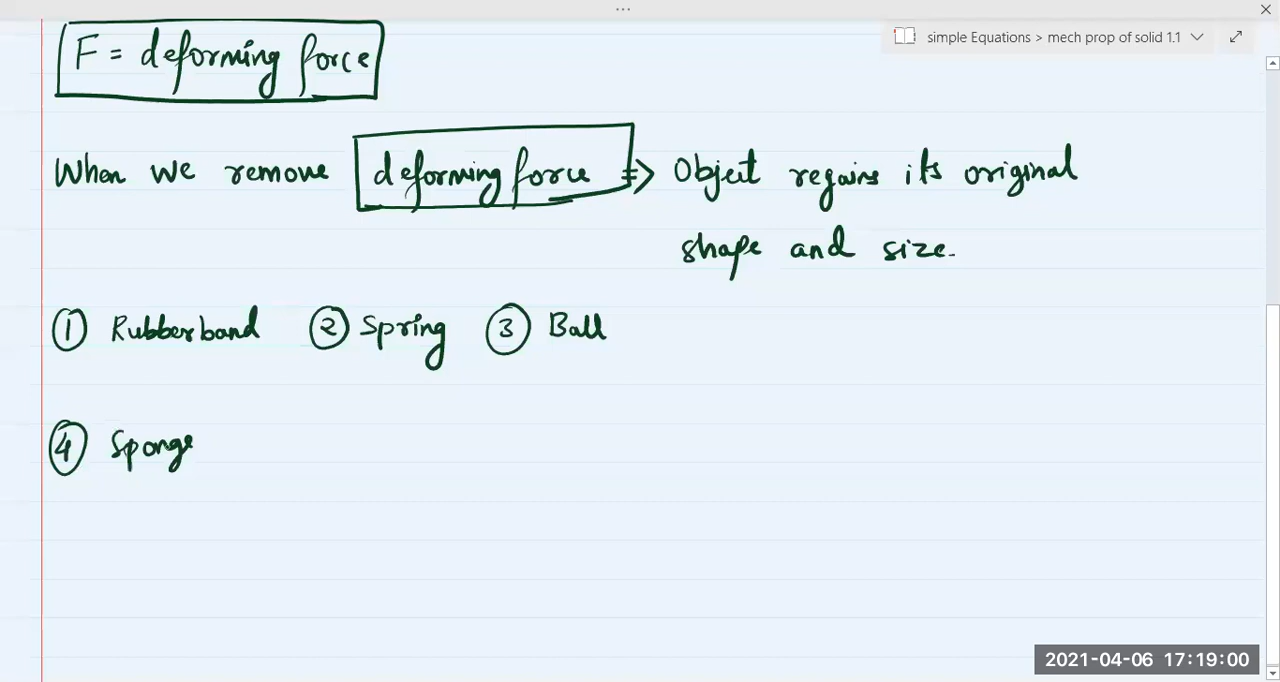 ...
simple Equations > mech prop of solid 1.1
F = deforming force
When we remove deforming force => Object regains its original
shape and size.
① Rubberband ② Spring ③ Ball
④ Sponge
2021-04-06 17:19:00